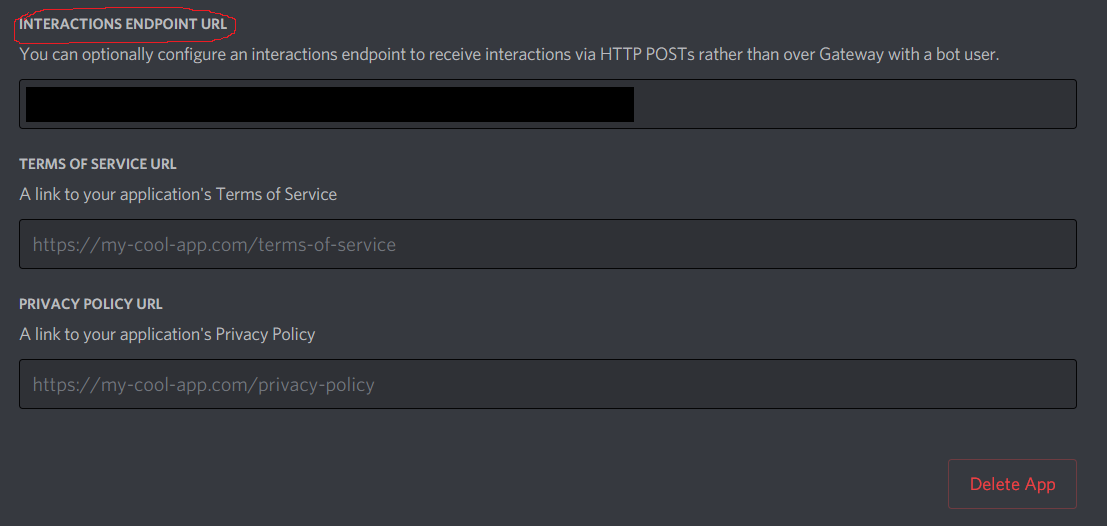 INTERACTIONS ENDPOINT URL
You can optionally configure an interactions endpoint to receive interactions via HTTP POSTs rather than over Gateway with a bot user.
TERMS OF SERVICE URL
A link to your application's Terms of Service
https://my-cool-app.com/terms-of-service
PRIVACY POLICY URL
A link to your application's Privacy Policy
https://my-cool-app.com/privacy-policy
Delete App